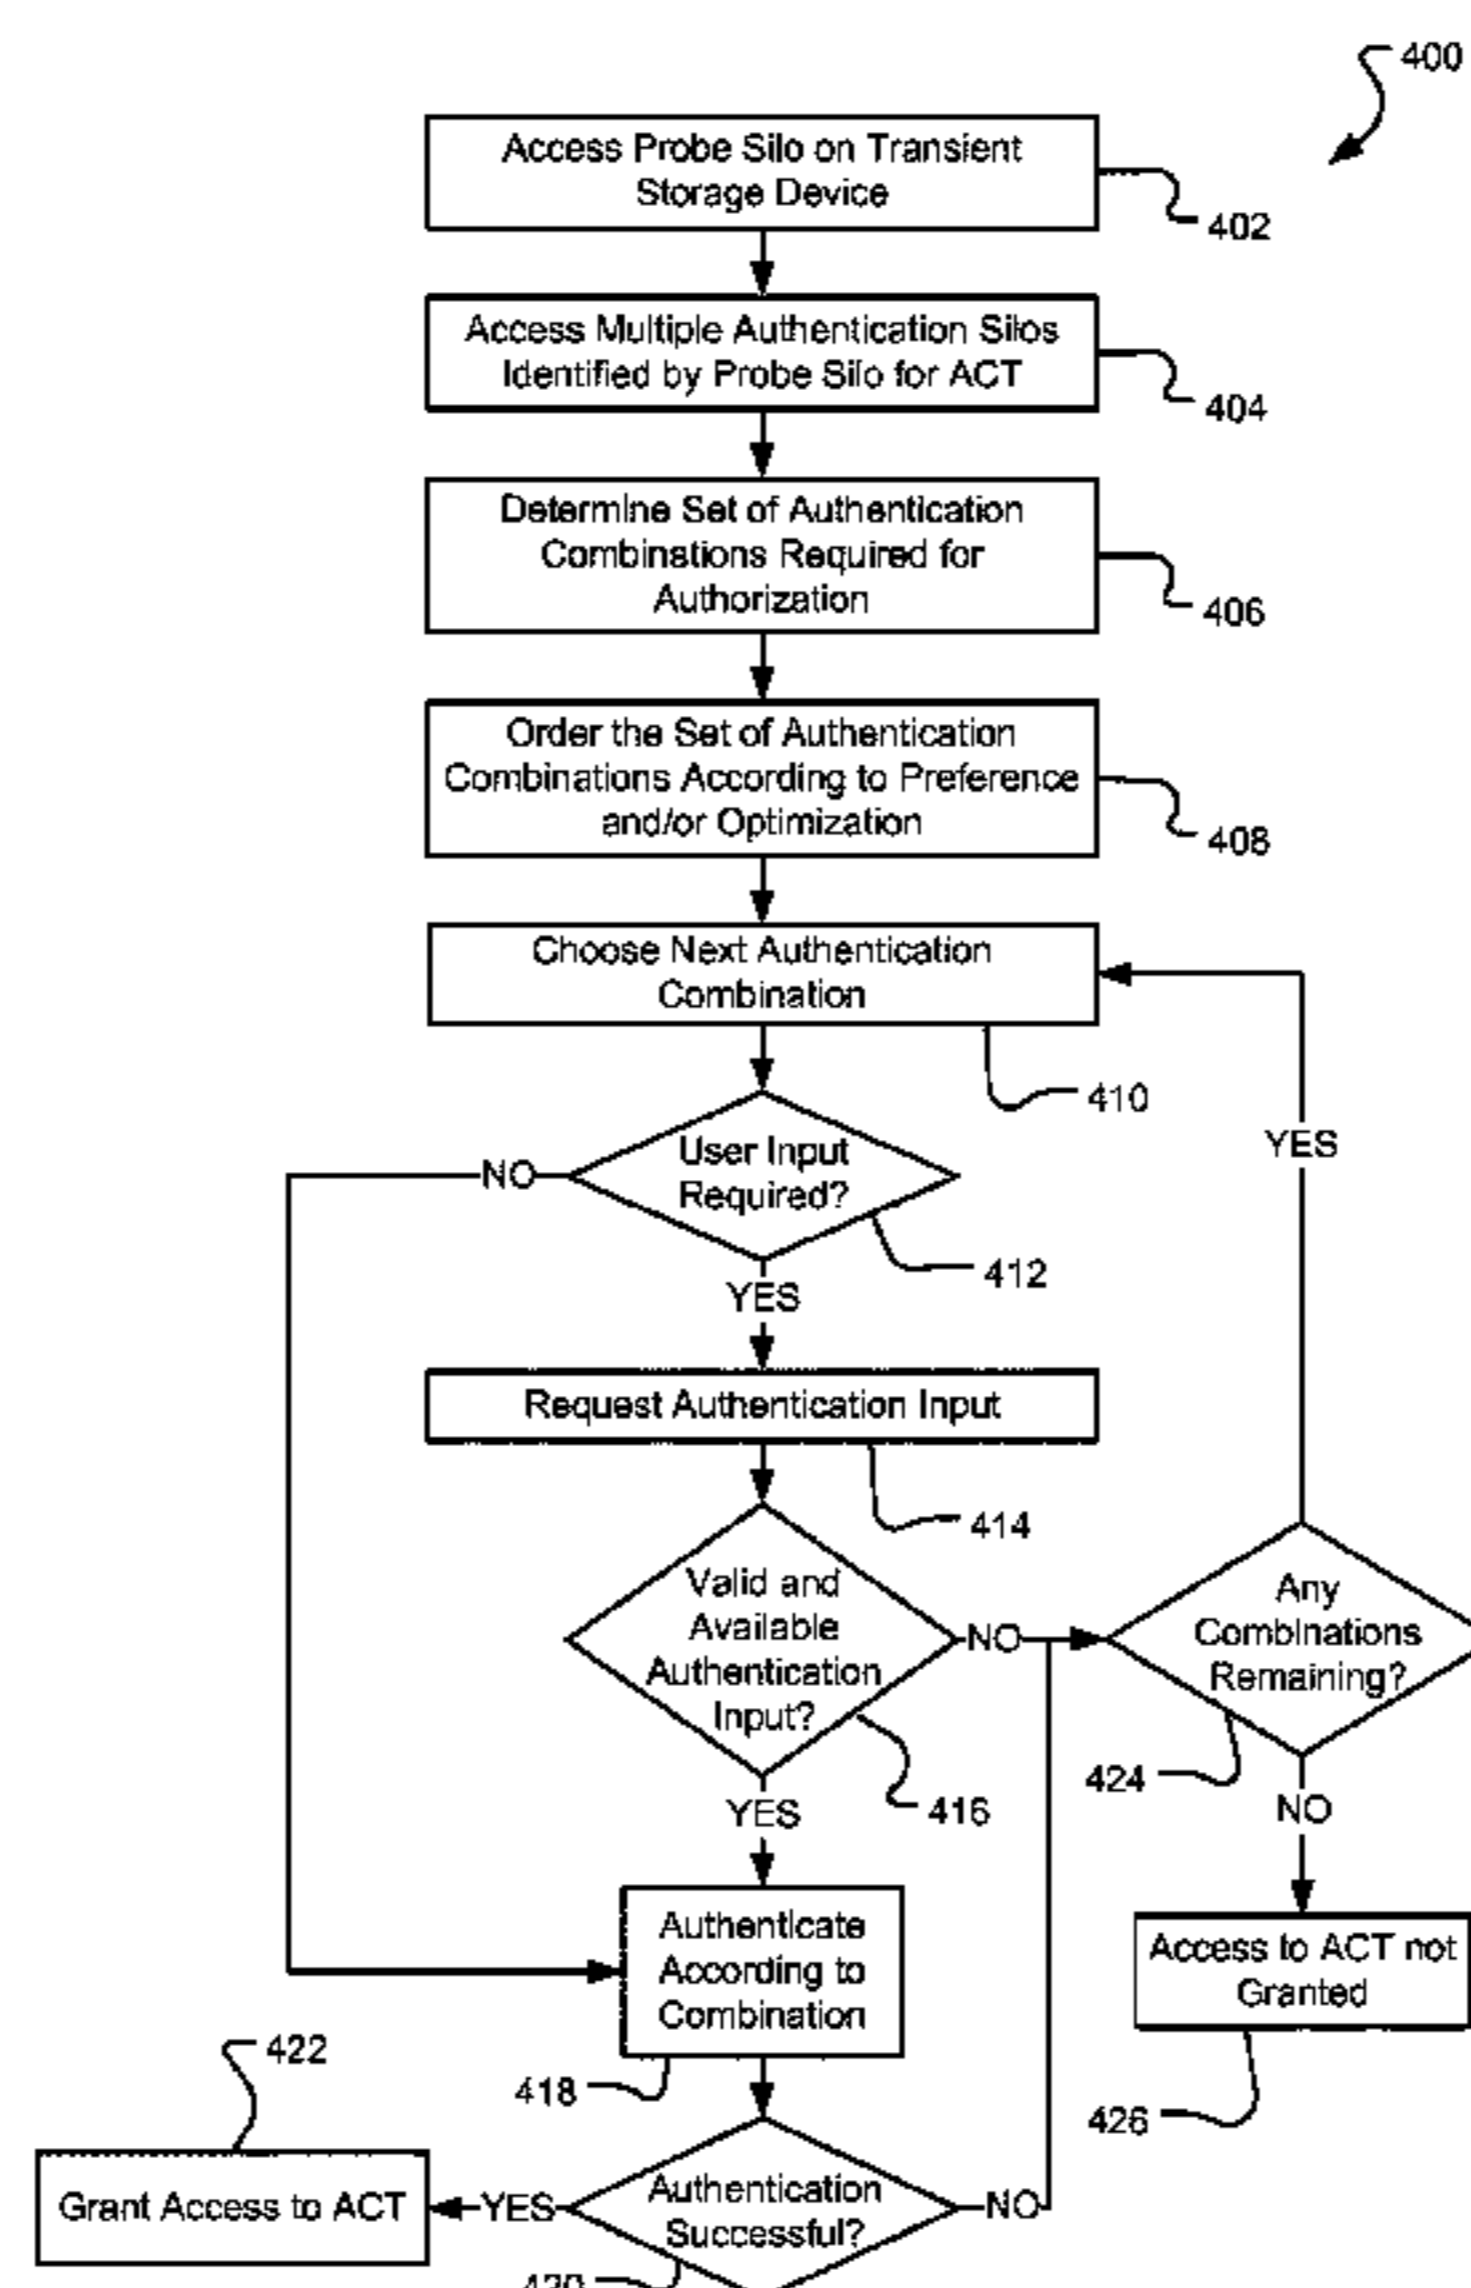 400
Access Probe Silo on Transient
Storage Device
402
Access Multiple Authentication Silos
Identified by Probe Silo for ACT
404
Determine Set of Authentication
Combinations Required for
Authorization
406
Order the Set of Authentication
Combinations According to Preference
and/or Optimization
408
Choose Next Authentication
Combination
410
YES
User Input
Required?
NO
412
YES
Request Authentication Input
414
Valid and
Available
Authentication
Input?
NO
Any
Combinations
Remaining?
424
416
YES
NO
Authenticate
According to
Combination
Access to ACT not
Granted
422
418
426
Grant Access to ACT
YES
Authentication
Successful?
NO